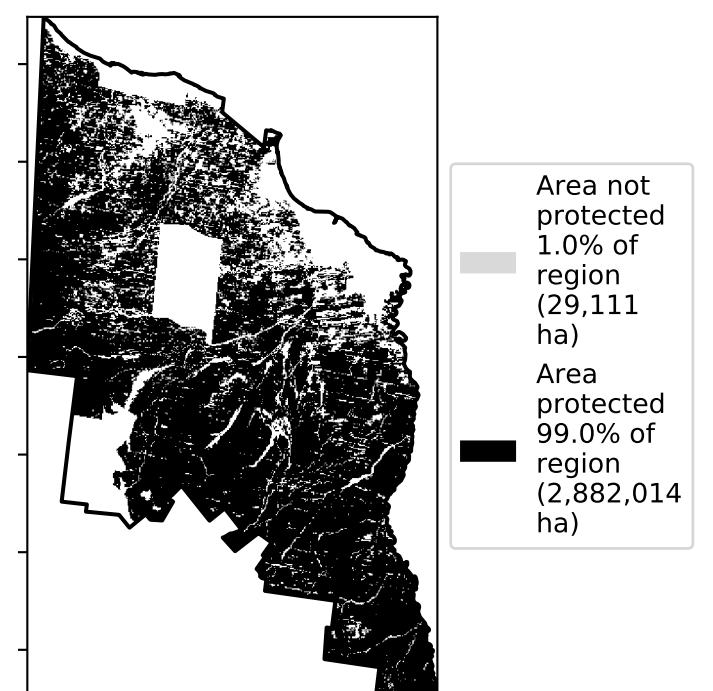 Area not
protected
1.0% of
region
(29,111
ha)
Area
protected
99.0% of
region
(2,882,014
ha)